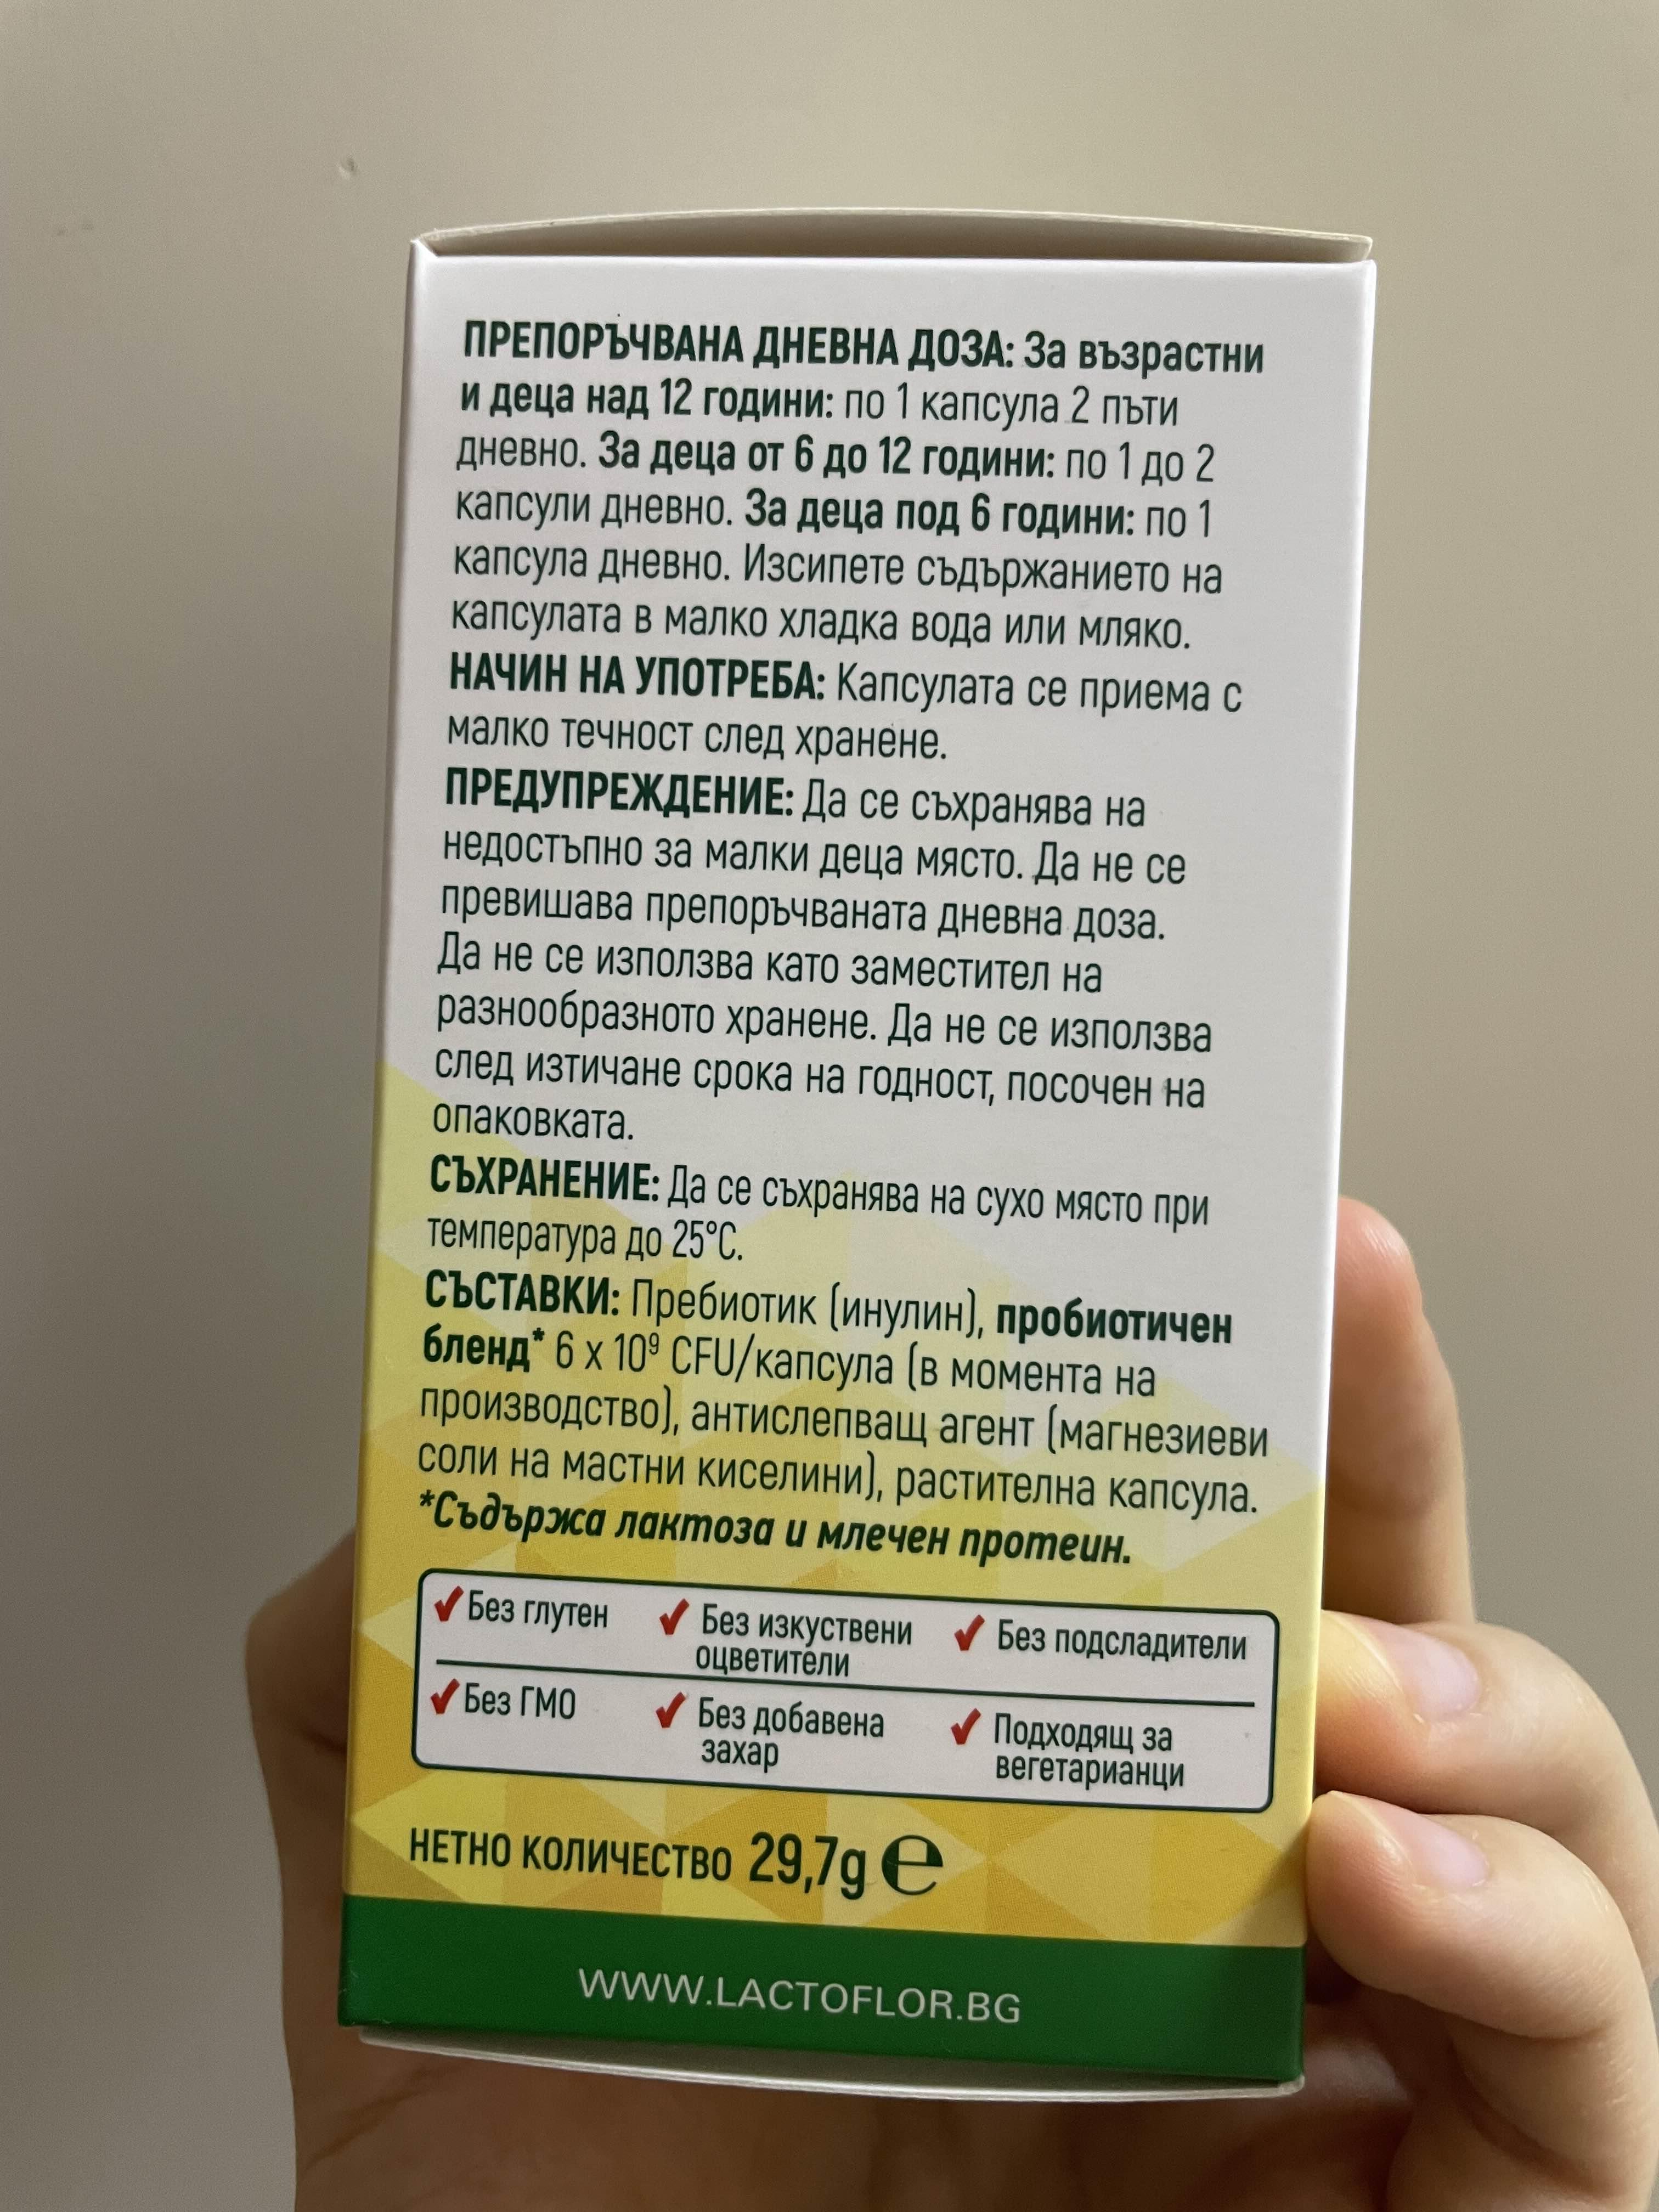 ПРЕПОРЪЧВАНА ДНЕВНА ДОЗА: За възрастни
и деца над 12 години: по 1 капсула 2 пъти
дневно. За деца от 6 до 12 години: по 1 до 2
капсули дневно. За деца под 6 години: по 1
капсула дневно. Изсипете съдържанието на
капсулата в малко хладка вода или мляко.
НАЧИН НА УПОТРЕБА: Капсулата се приема с
малко течност след хранене.
ПРЕДУПРЕЖДЕНИЕ: Да се съхранява на
недостъпно за малки деца място. Да не се
превишава препоръчваната дневна доза.
Да не се използва като заместител на
разнообразното хранене. Да не се използва
след изтичане срока на годност, посочен на
опаковката.
СЪХРАНЕНИЕ: Да се съхранява на сухо място при
температура до 25°C.
СЪСТАВКИ: Пребиотик (инулин), пробиотичен
бленд* 6 x 10⁹ CFU/капсула (в момента на
производство), антислепващ агент (магнезиеви
соли на мастни киселини), растителна капсула.
*Съдържа лактоза и млечен протеин.
Без глутен
Без изкуствени
оцветители
Без подсладители
Без ГМО
Без добавена
захар
Подходящ за
вегетарианци
НЕТНО КОЛИЧЕСТВО 29,7g ℮
WWW.LACTOFLOR.BG